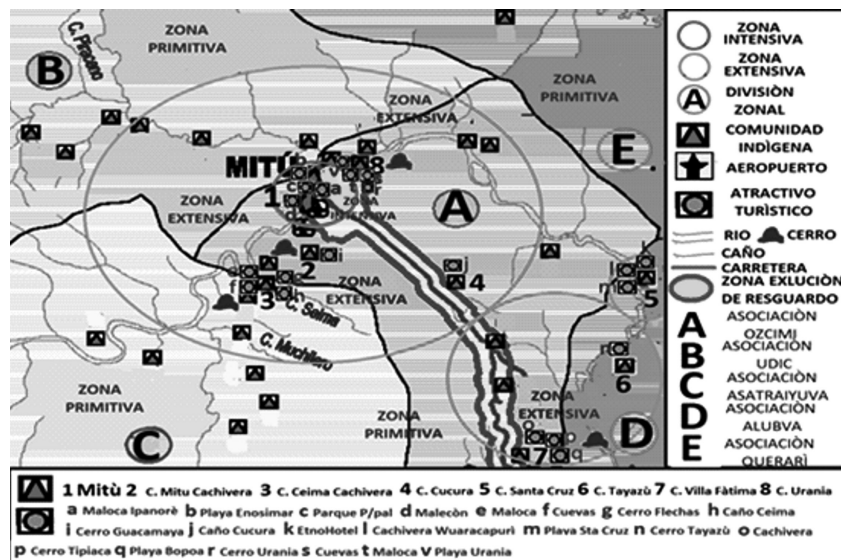 C. Piracano
B
ZONA
PRIMITIVA
ZONA
EXTENSIVA
ZONA
PRIMITIVA
E
MITÚ
8
r
c
a
d
1
ZONA
INTENSIVA
A
ZONA
EXTENSIVA
2
i
j
4
l
m
5
f
3
h
ZONA
EXTENSIVA
C. Selma
C. Muchilero
n
6
ZONA
PRIMITIVA
C
ZONA
EXTENSIVA
D
o
p
7
q
ZONA
INTENSIVA
ZONA
EXTENSIVA
A
DIVISIÒN
ZONAL
COMUNIDAD
INDÌGENA
AEROPUERTO
ATRACTIVO
TURÌSTICO
RIO
CERRO
CAÑO
CARRETERA
ZONA EXLUCIÒN
DE RESGUARDO
A ASOCIACIÒN
OZCIMI
B ASOCIACIÒN
UDIC
C ASOCIACIÒN
ASATRAIYUVA
D ASOCIACIÒN
ALUBVA
E ASOCIACIÒN
QUERARÌ
1 Mitù 2 C. Mitu Cachivera 3 C. Ceima Cachivera 4 C. Cucura 5 C. Santa Cruz 6 C. Tayazù 7 C. Villa Fàtima 8 C. Urania
a Maloca Ipanorè b Playa Enosimar c Parque P/pal d Malecòn e Maloca f Cuevas g Cerro Flechas h Caño Ceima
i Cerro Guacamaya j Caño Cucura k EtnoHotel l Cachivera Wuaracapurì m Playa Sta Cruz n Cerro Tayazù o Cachivera
p Cerro Tipiaca q Playa Bopoa r Cerro Urania s Cuevas t Maloca v Playa Urania